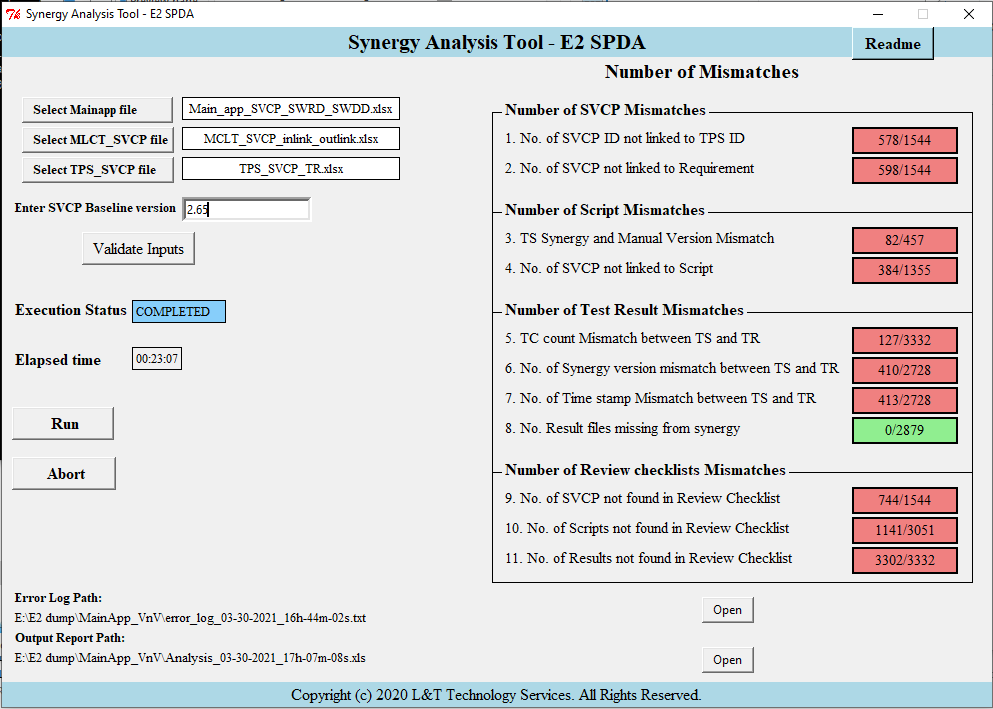 Synergy Analysis Tool - E2 SPDA
Synergy Analysis Tool - E2 SPDA
Readme
Number of Mismatches
Select Mainapp file
Main_app_SVCP_SWRD_SWDD.xlsx
Select MLCT_SVCP file
MCLT_SVCP_inlink_outlink.xlsx
Select TPS_SVCP file
TPS_SVCP_TR.xlsx
Enter SVCP Baseline version
2.65
Validate Inputs
Execution Status
COMPLETED
Elapsed time
00:23:07
Run
Abort
Number of SVCP Mismatches
1. No. of SVCP ID not linked to TPS ID
578/1544
2. No. of SVCP not linked to Requirement
598/1544
Number of Script Mismatches
3. TS Synergy and Manual Version Mismatch
82/457
4. No. of SVCP not linked to Script
384/1355
Number of Test Result Mismatches
5. TC count Mismatch between TS and TR
127/3332
6. No. of Synergy version mismatch between TS and TR
410/2728
7. No. of Time stamp Mismatch between TS and TR
413/2728
8. No. Result files missing from synergy
0/2879
Number of Review checklists Mismatches
9. No. of SVCP not found in Review Checklist
744/1544
10. No. of Scripts not found in Review Checklist
1141/3051
11. No. of Results not found in Review Checklist
3302/3332
Error Log Path:
E:\E2 dump\MainApp_VnV\error_log_03-30-2021_16h-44m-02s.txt
Open
Output Report Path:
E:\E2 dump\MainApp_VnV\Analysis_03-30-2021_17h-07m-08s.xls
Open
Copyright (c) 2020 L&T Technology Services. All Rights Reserved.